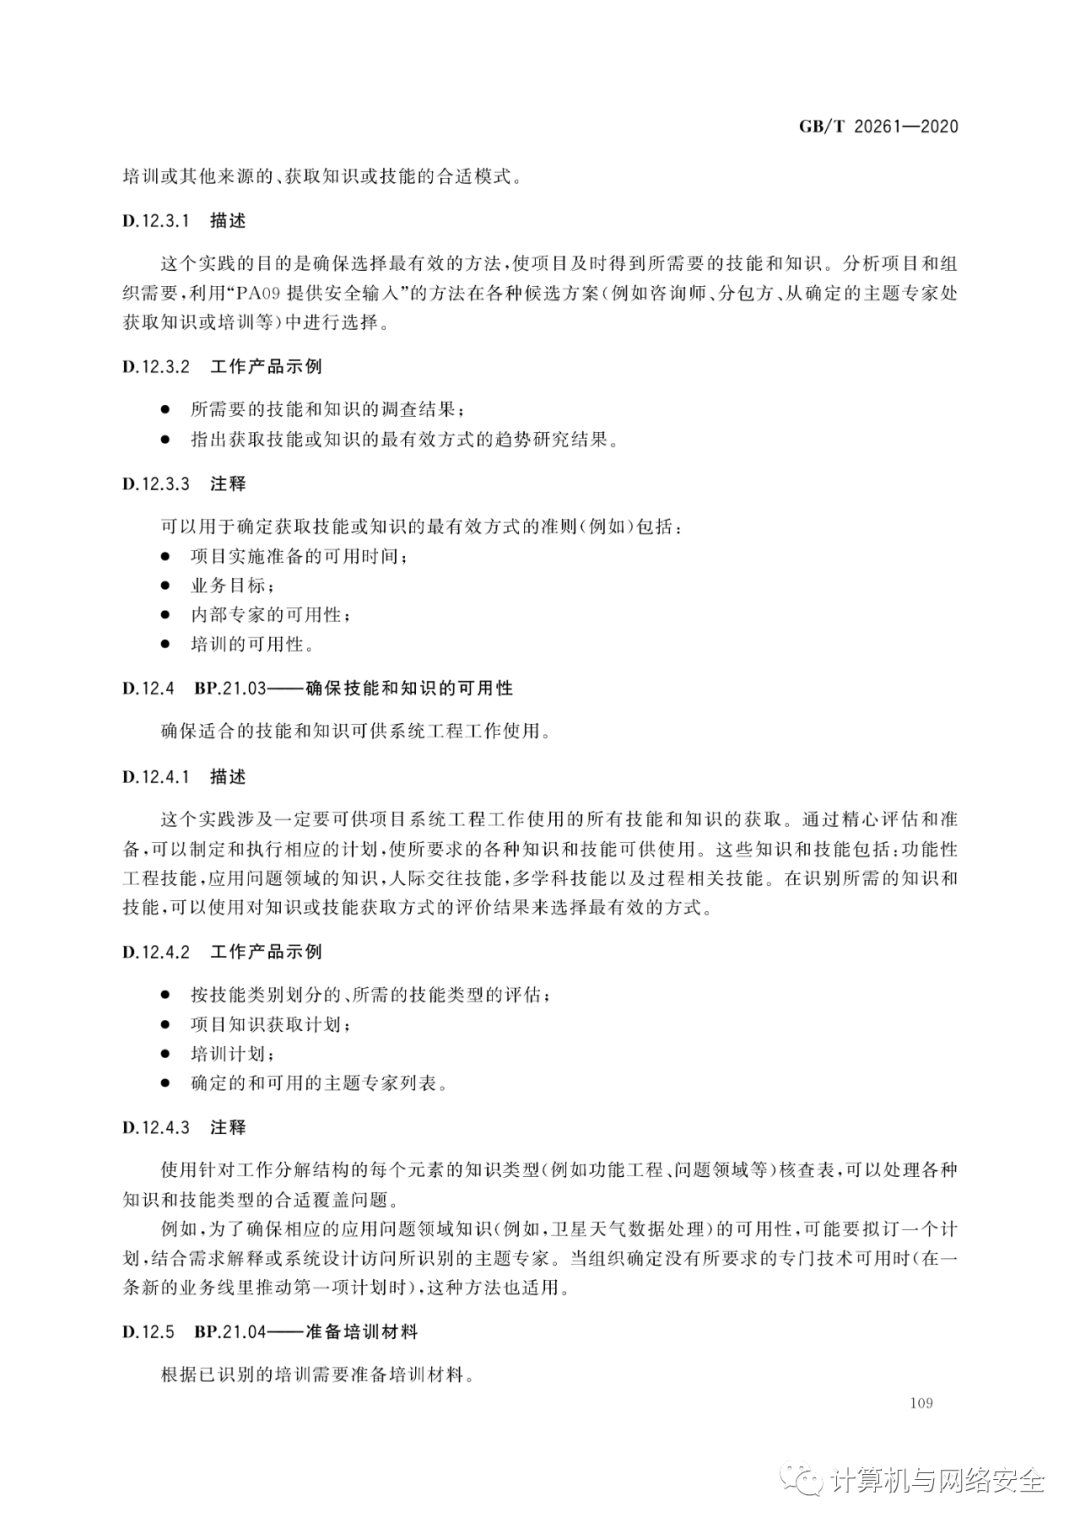 GB/T 20261—2020
培训或其他来源的、获取知识或技能的合适模式。
D.12.3.1 描述
这个实践的目的是确保选择最有效的方法,使项目及时得到所需要的技能和知识。分析项目和组
织需要,利用“PA09 提供安全输入”的方法在各种候选方案(例如咨询师、分包方、从确定的主题专家处
获取知识或培训等)中进行选择。
D.12.3.2 工作产品示例
● 所需要的技能和知识的调查结果;
● 指出获取技能或知识的最有效方式的趋势研究结果。
D.12.3.3 注释
可以用于确定获取技能或知识的最有效方式的准则(例如)包括:
● 项目实施准备的可用时间;
● 业务目标;
● 内部专家的可用性;
● 培训的可用性。
D.12.4 BP.21.03——确保技能和知识的可用性
确保适合的技能和知识可供系统工程工作使用。
D.12.4.1 描述
这个实践涉及一定要可供项目系统工程工作使用的所有技能和知识的获取。通过精心评估和准
备,可以制定和执行相应的计划,使所要求的各种知识和技能可供使用。这些知识和技能包括:功能性
工程技能,应用问题领域的知识,人际交往技能,多学科技能以及过程相关技能。在识别所需的知识和
技能,可以使用对知识或技能获取方式的评价结果来选择最有效的方式。
D.12.4.2 工作产品示例
● 按技能类别划分的、所需的技能类型的评估;
● 项目知识获取计划;
● 培训计划;
● 确定的和可用的主题专家列表。
D.12.4.3 注释
使用针对工作分解结构的每个元素的知识类型(例如功能工程、问题领域等)核查表,可以处理各种
知识和技能类型的合适覆盖问题。
例如,为了确保相应的应用问题领域知识(例如,卫星天气数据处理)的可用性,可能要拟订一个计
划,结合需求解释或系统设计访问所识别的主题专家。当组织确定没有所要求的专门技术可用时(在一
条新的业务线里推动第一项计划时),这种方法也适用。
D.12.5 BP.21.04——准备培训材料
根据已识别的培训需要准备培训材料。
109
计算机与网络安全